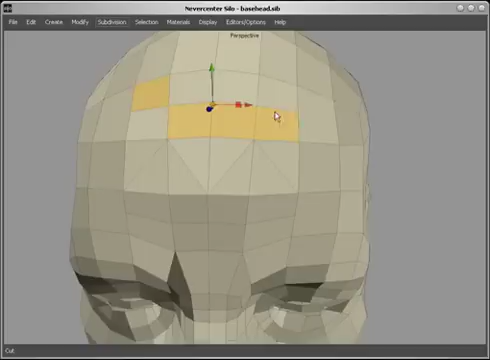 Nevercenter Silo - basehead.sib
File Edit Create Modify Subdivision Selection Materials Display Editors/Options Help
Perspective
Cut: